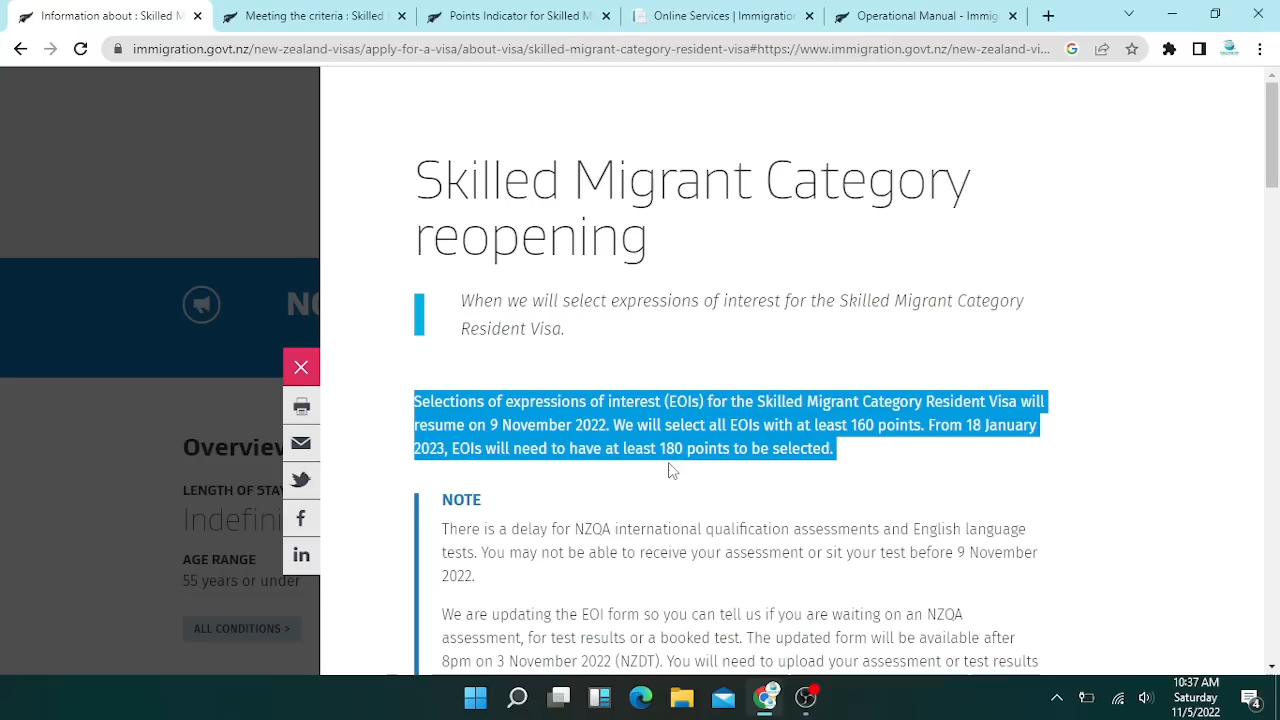 Information about : Skilled M
Meeting the criteria : Skilled
Points Indicator for Skilled M
Online Services | Immigration
Operational Manual - Immig
immigration.govt.nz/new-zealand-visas/apply-for-a-visa/about-visa/skilled-migrant-category-resident-visa#https://www.immigration.govt.nz/new-zealand-vi...
Skilled Migrant Category
reopening
When we will select expressions of interest for the Skilled Migrant Category
Resident Visa.
Selections of expressions of interest (EOIs) for the Skilled Migrant Category Resident Visa will
resume on 9 November 2022. We will select all EOIs with at least 160 points. From 18 January
2023, EOIs will need to have at least 180 points to be selected.
NOTE
There is a delay for NZQA international qualification assessments and English language
tests. You may not be able to receive your assessment or sit your test before 9 November
2022.
We are updating the EOI form so you can tell us if you are waiting on an NZQA
assessment, for test results or a booked test. The updated form will be available after
8pm on 3 November 2022 (NZDT). You will need to upload your assessment or test results
NO
Overview
LENGTH OF STAY
Indefini
AGE RANGE
55 years or under
ALL CONDITIONS >
10:37 AM
Saturday
11/5/2022
4